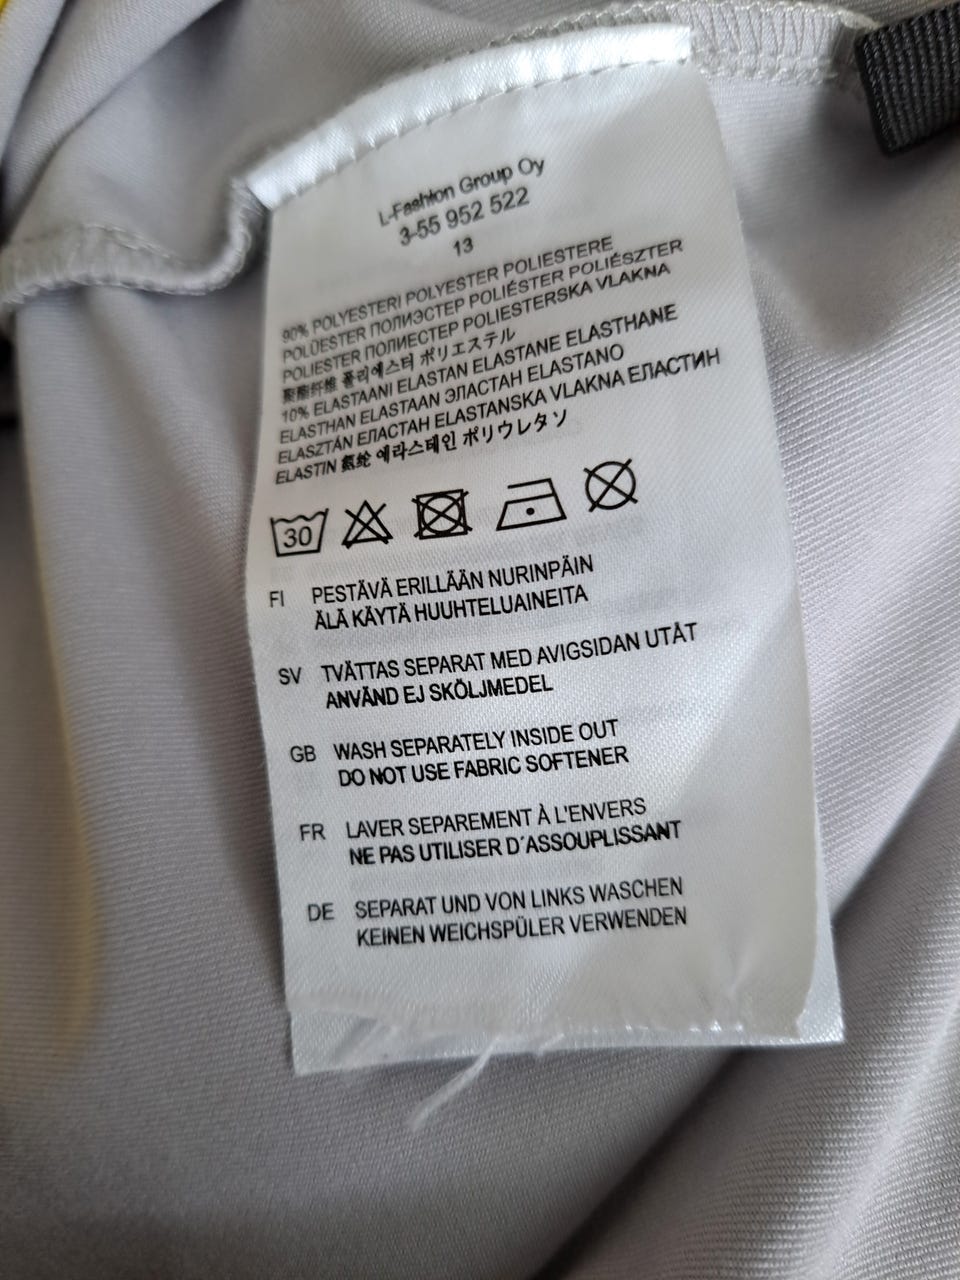 L-Fashion Group Oy
3-55 952 522
13
90% POLYESTERI POLYESTER POLIESTERE
POLÜESTER ПОЛИЭСТЕР POLIÉSTER POLIÉSZTER
POLIESTER ПОЛИЕСТЕР POLIESTERSKA VLAKNA
聚酯纤维 폴리에스터 ポリエステル
10% ELASTAANI ELASTAN ELASTANE ELASTHANE
ELASTHAN ELASTAAN ЭЛАСТАН ELASTANO
ELASZTÁN ЕЛАСТАН ELASTANSKA VLAKNA ЕЛАСТИН
ELASTIN 氨纶 에라스테인 ポリウレタソ
30
FI PESTÄVÄ ERILLÄÄN NURINPÄIN
ÄLÄ KÄYTÄ HUUHTELUAINEITA
SV TVÄTTAS SEPARAT MED AVIGSIDAN UTÅT
ANVÄND EJ SKÖLJMEDEL
GB WASH SEPARATELY INSIDE OUT
DO NOT USE FABRIC SOFTENER
FR LAVER SEPAREMENT À L'ENVERS
NE PAS UTILISER D´ASSOUPLISSANT
DE SEPARAT UND VON LINKS WASCHEN
KEINEN WEICHSPÜLER VERWENDEN